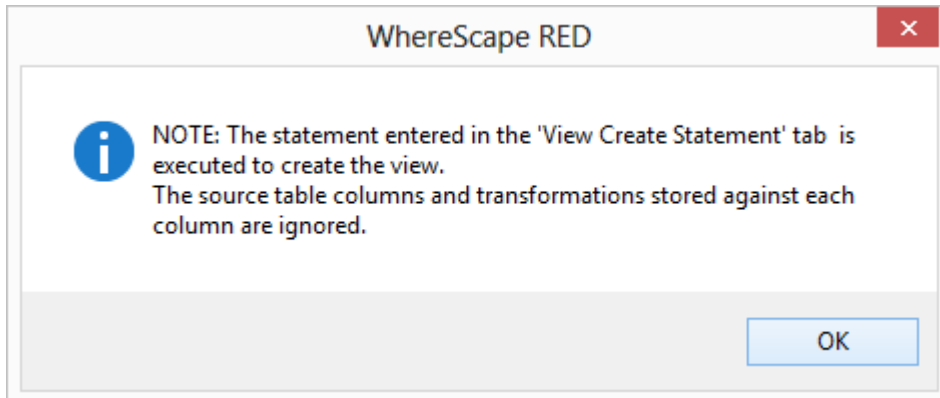 WhereScape RED
NOTE: The statement entered in the 'View Create Statement' tab  is
executed to create the view.
The source table columns and transformations stored against each
column are ignored.
OK